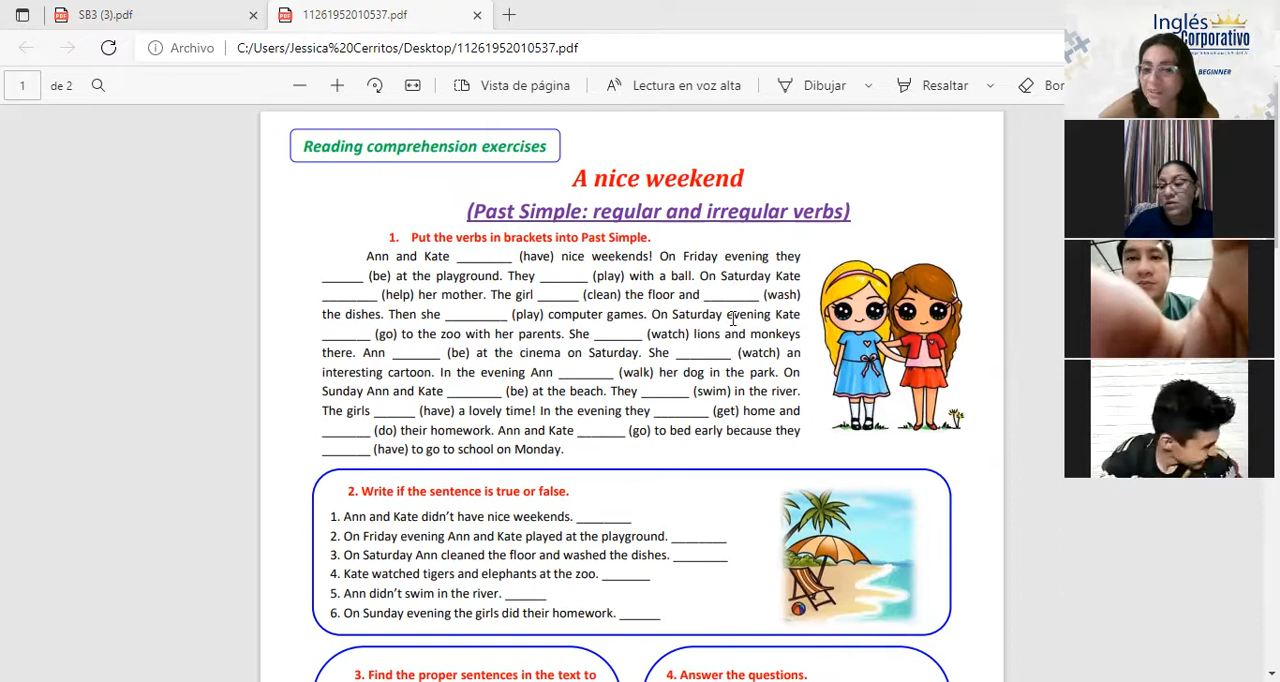 SB3 (3).pdf
11261952010537.pdf
Archivo
C:/Users/Jessica%20Cerritos/Desktop/11261952010537.pdf
1
de 2
Vista de página
Lectura en voz alta
Dibujar
Resaltar
Bor
Inglés
Corporativo
BEGINNER
Reading comprehension exercises
A nice weekend
(Past Simple: regular and irregular verbs)
1. Put the verbs in brackets into Past Simple.
Ann and Kate ________ (have) nice weekends! On Friday evening they
______ (be) at the playground. They _______ (play) with a ball. On Saturday Kate
________ (help) her mother. The girl ______ (clean) the floor and ________ (wash)
the dishes. Then she _________ (play) computer games. On Saturday evening Kate
_______ (go) to the zoo with her parents. She _______ (watch) lions and monkeys
there. Ann _______ (be) at the cinema on Saturday. She ________ (watch) an
interesting cartoon. In the evening Ann ________ (walk) her dog in the park. On
Sunday Ann and Kate ________ (be) at the beach. They _______ (swim) in the river.
The girls ______ (have) a lovely time! In the evening they ________ (get) home and
_______ (do) their homework. Ann and Kate _______ (go) to bed early because they
_______ (have) to go to school on Monday.
2. Write if the sentence is true or false.
1. Ann and Kate didn't have nice weekends. ________
2. On Friday evening Ann and Kate played at the playground. ________
3. On Saturday Ann cleaned the floor and washed the dishes. ________
4. Kate watched tigers and elephants at the zoo. _______
5. Ann didn't swim in the river. ______
6. On Sunday evening the girls did their homework. ______
3. Find the proper sentences in the text to
4. Answer the questions.